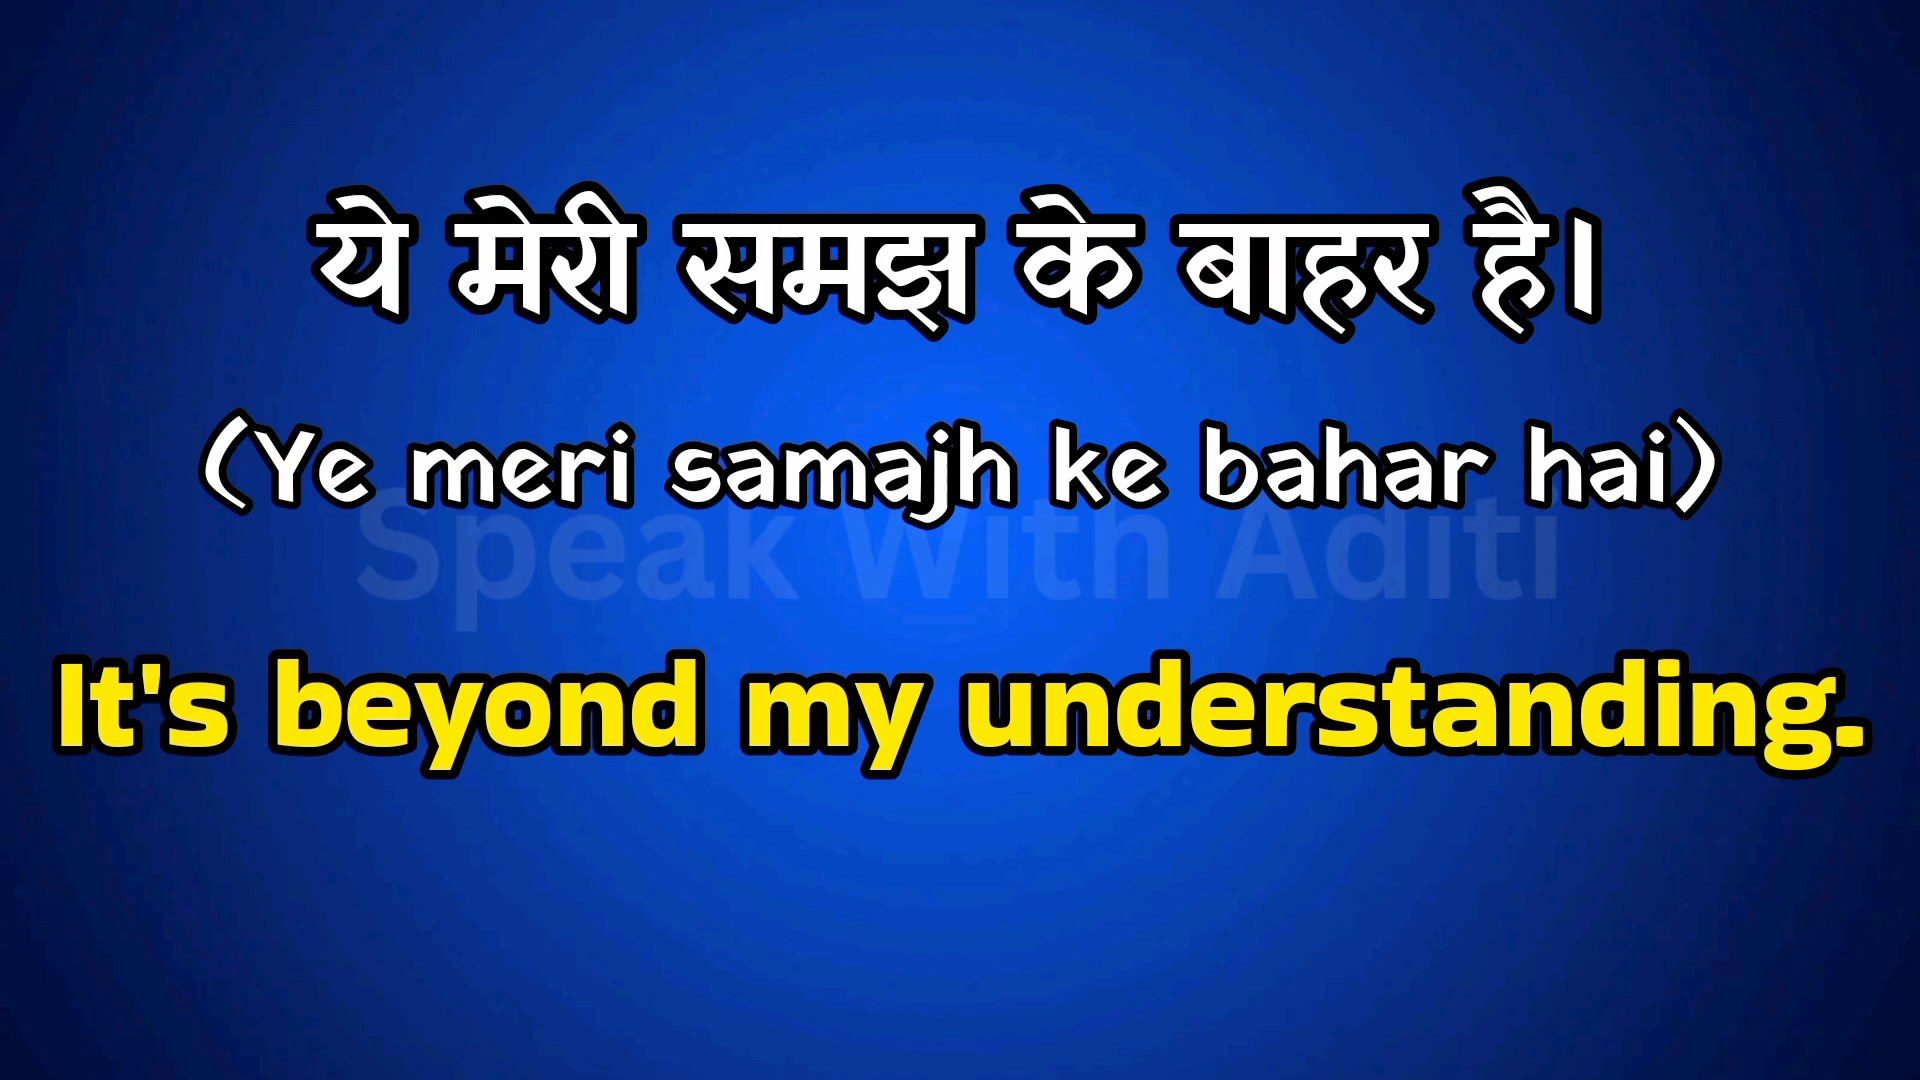 ये मेरी समझ के बाहर है।
(Ye meri samajh ke bahar hai)
Speak With Aditi
It's beyond my understanding.